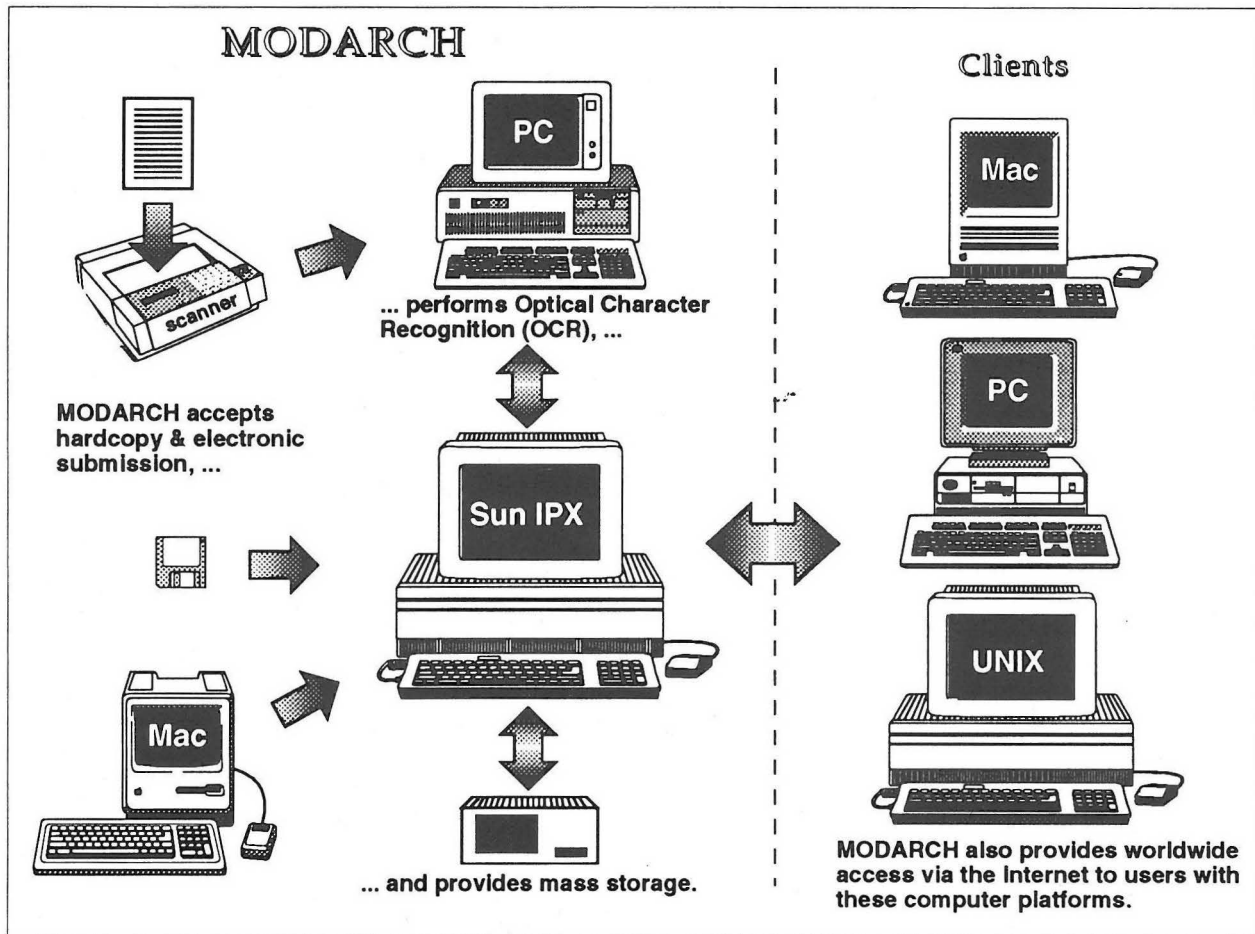 MODARCH
PC
scanner
... performs Optical Character
Recognition (OCR), ...
MODARCH accepts
hardcopy & electronic
submission, ...
Sun IPX
Mac
... and provides mass storage.
Clients
Mac
PC
UNIX
MODARCH also provides worldwide
access via the Internet to users with
these computer platforms.